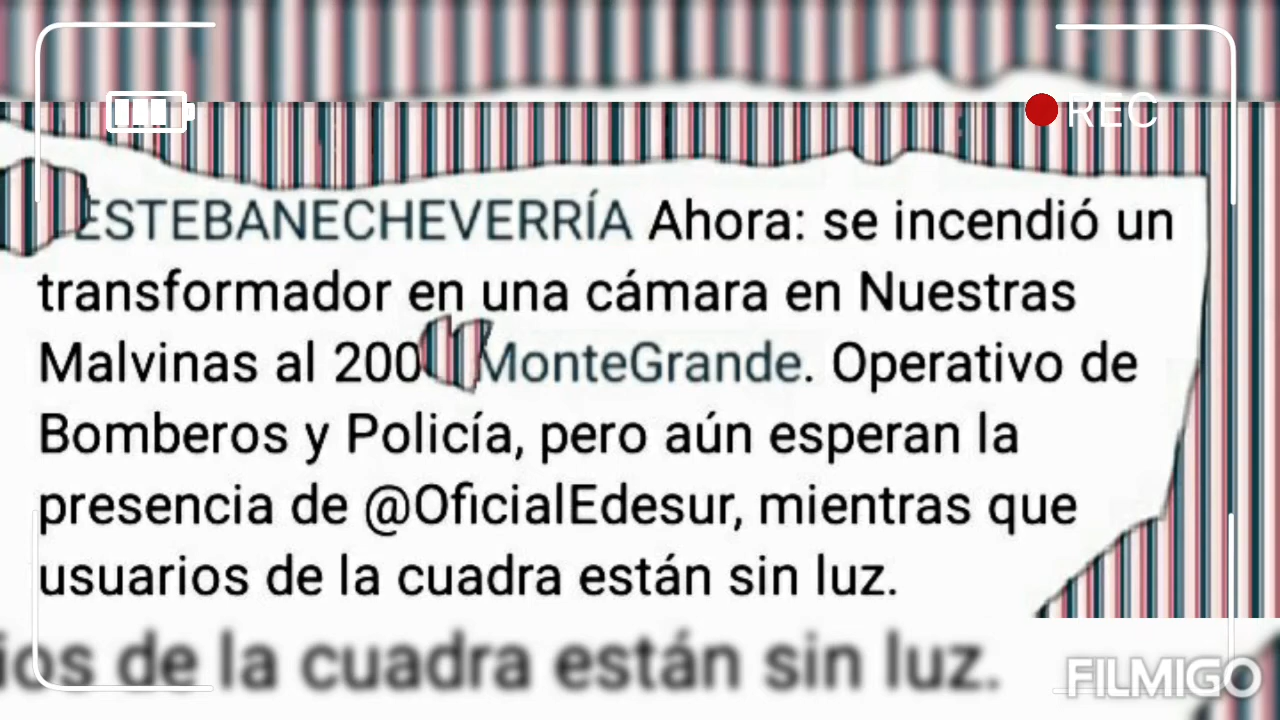 REC
ESTEBANECHEVERRÍA Ahora: se incendió un
transformador en una cámara en Nuestras
Malvinas al 200 MonteGrande. Operativo de
Bomberos y Policía, pero aún esperan la
presencia de @OficialEdesur, mientras que
usuarios de la cuadra están sin luz.
ios de la cuadra están sin luz.
FILMIGO